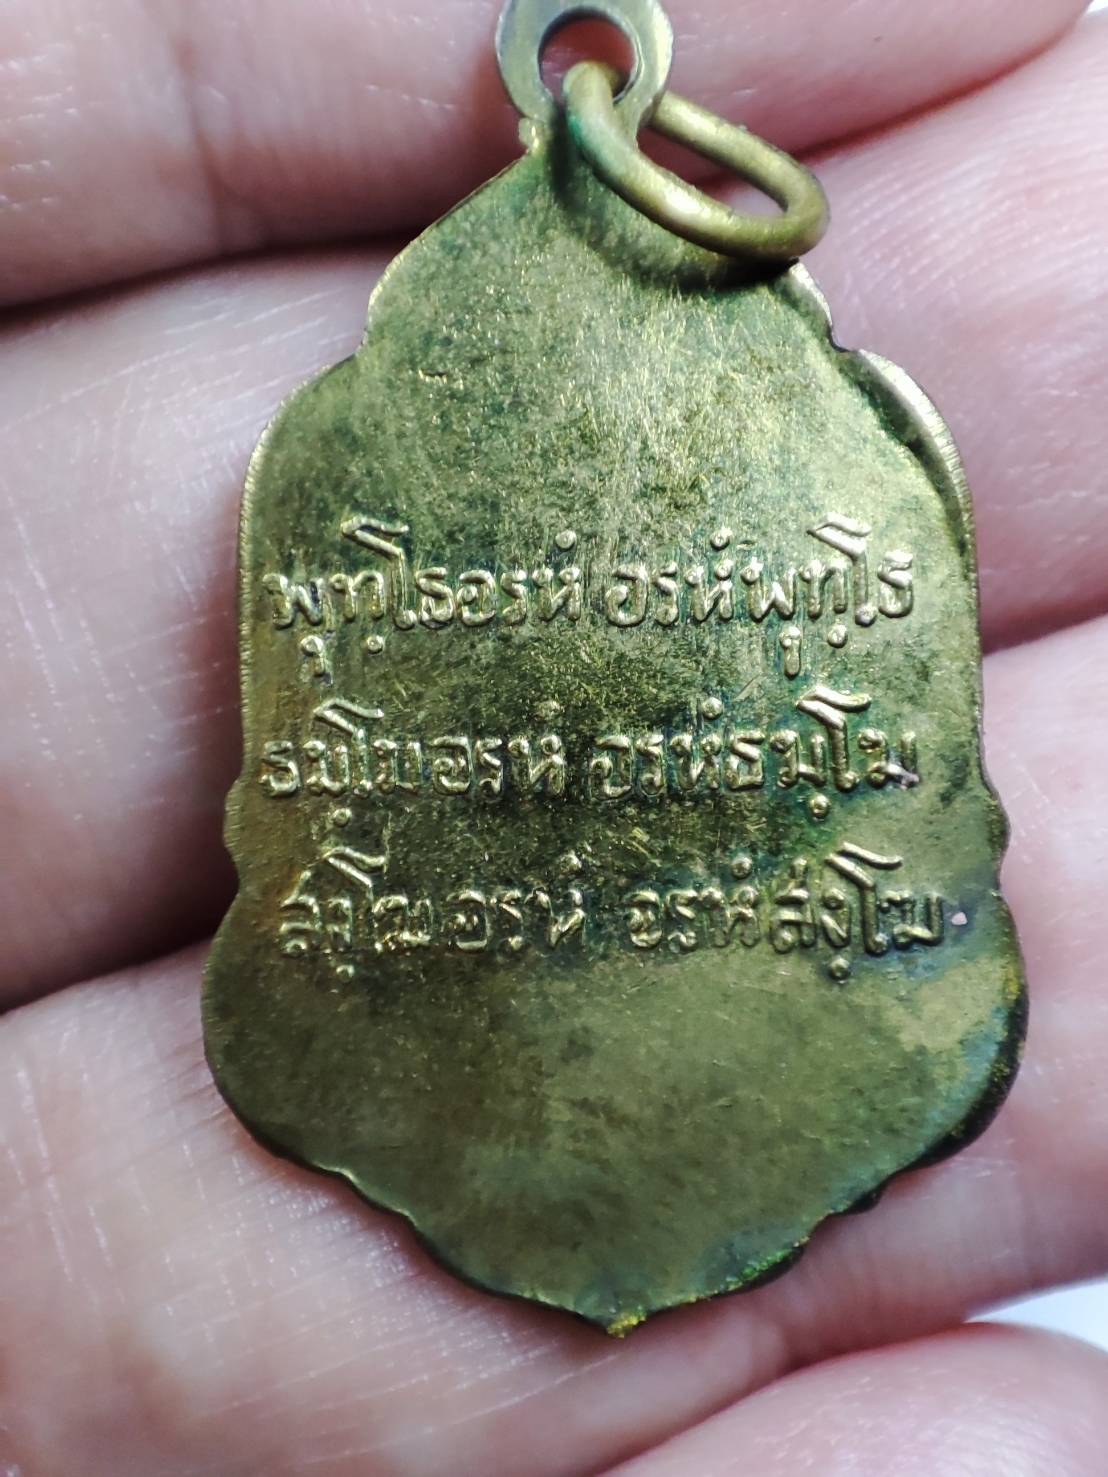 พุทฺโธอรหํ อรหํพุทฺโธ
ธมฺโมอรหํ อรหํธมฺโม
สงฺโฆอรหํ อรหํสงฺโฆ